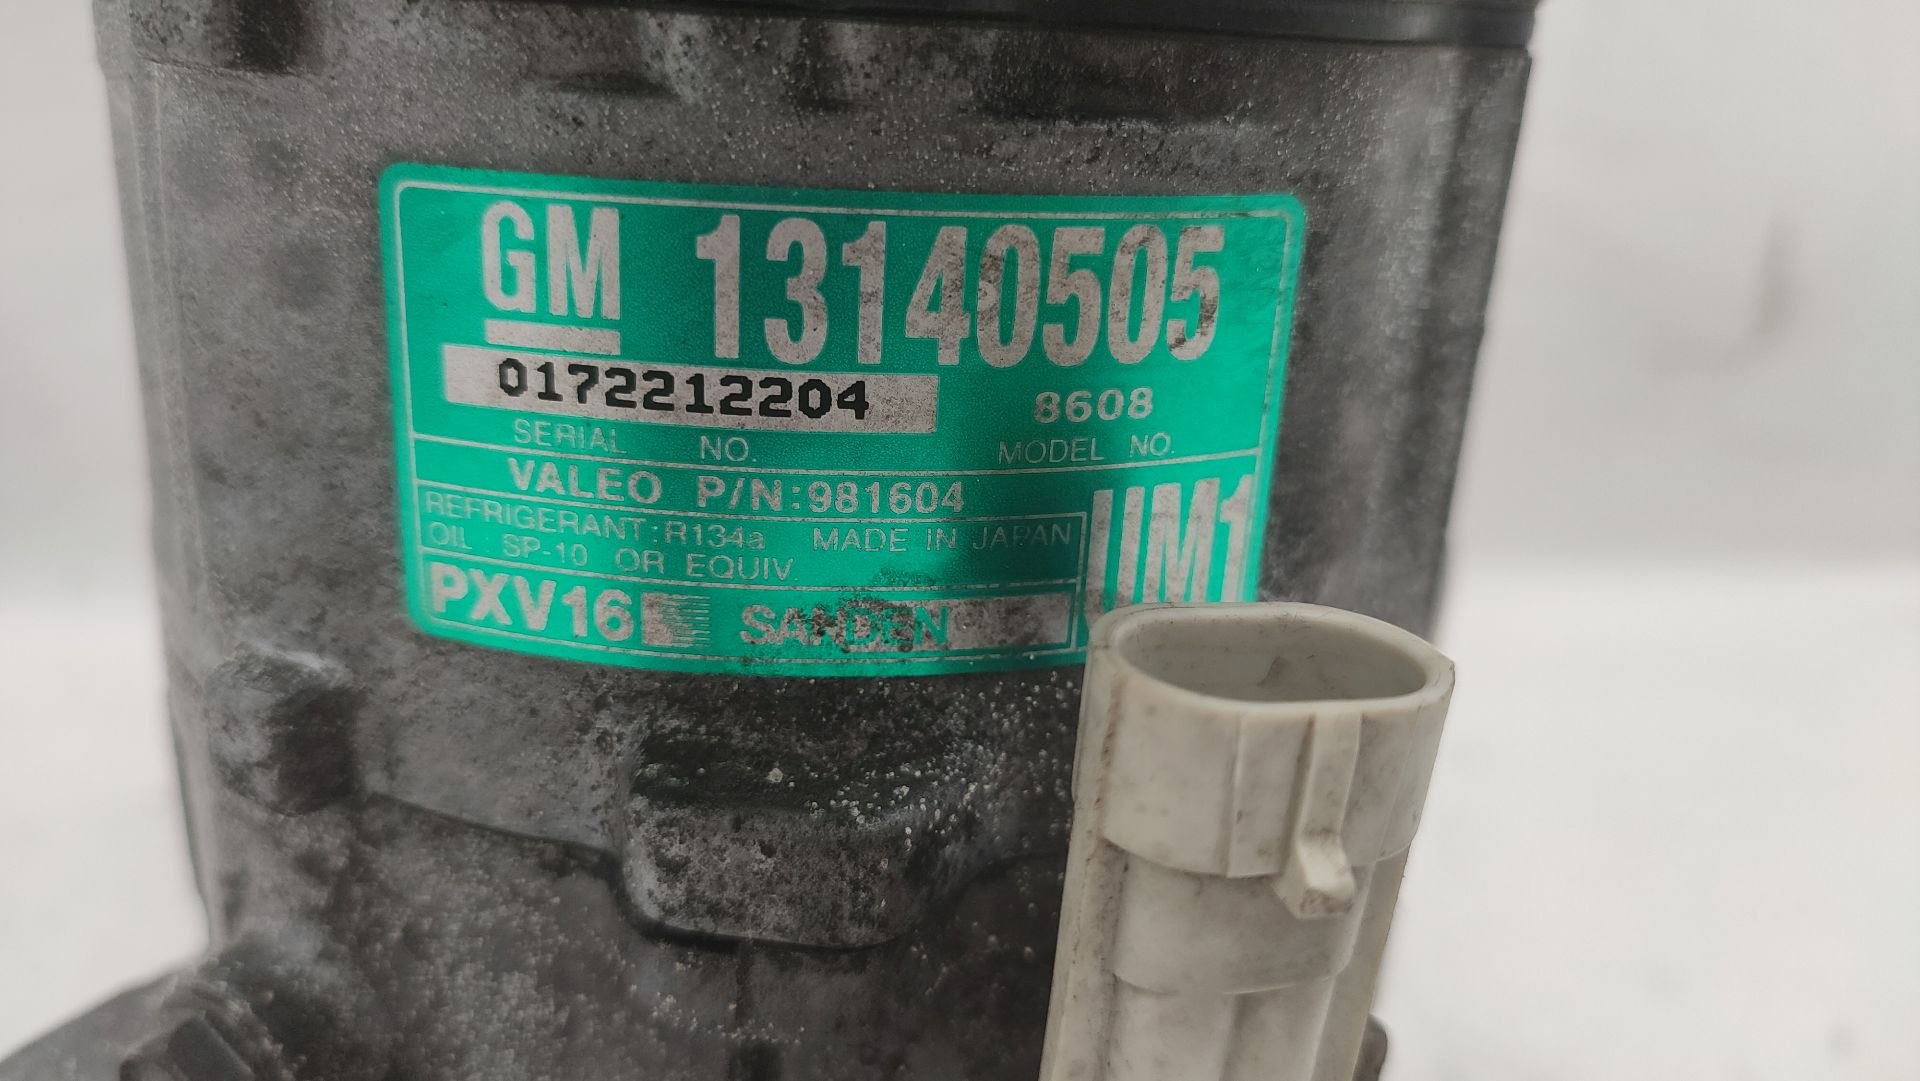 GM 13140505
0172212204 8608
SERIAL NO. MODEL NO.
VALEO P/N:981604
REFRIGERANT:R134a MADE IN JAPAN
OIL SP-10 OR EQUIV.
PXV16 SANDEN